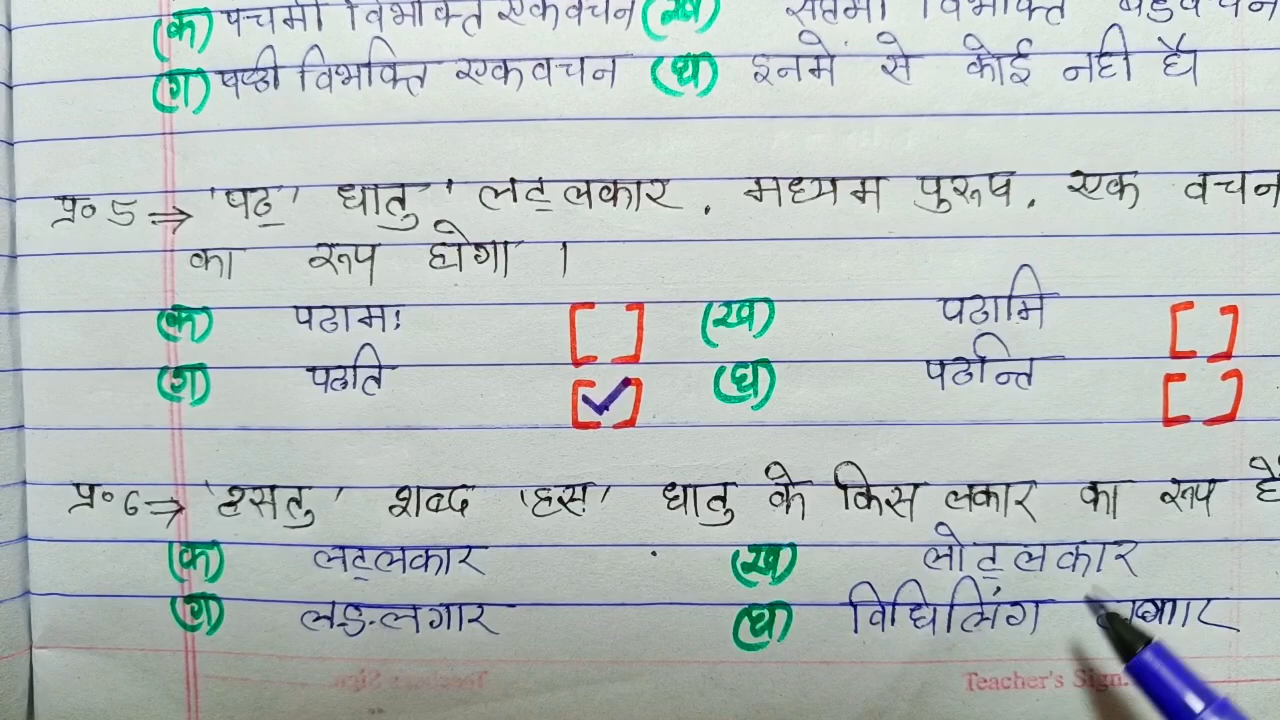 (क) पंचमी विभक्ति एकवचन (ख) सप्तमी विभक्ति बहुवचन
(ग) षष्ठी विभक्ति एकवचन (घ) इनमें से कोई नही है
प्र० 5 ⇒ 'पठ्' धातु' लट्लकार, मध्यम पुरुष, एक वचन
का रूप होगा ।
(क) पठामः [ ] (ख) पठामि [ ]
(ग) पठति [✓] (घ) पठन्ति [ ]
प्र० 6 ⇒ 'हसतु' शब्द 'हस' धातु के किस लकार का रूप है
(क) लट्लकार (ख) लोट्लकार
(ग) लङ्लगार (घ) विधिलिंग
Teacher's Sign.